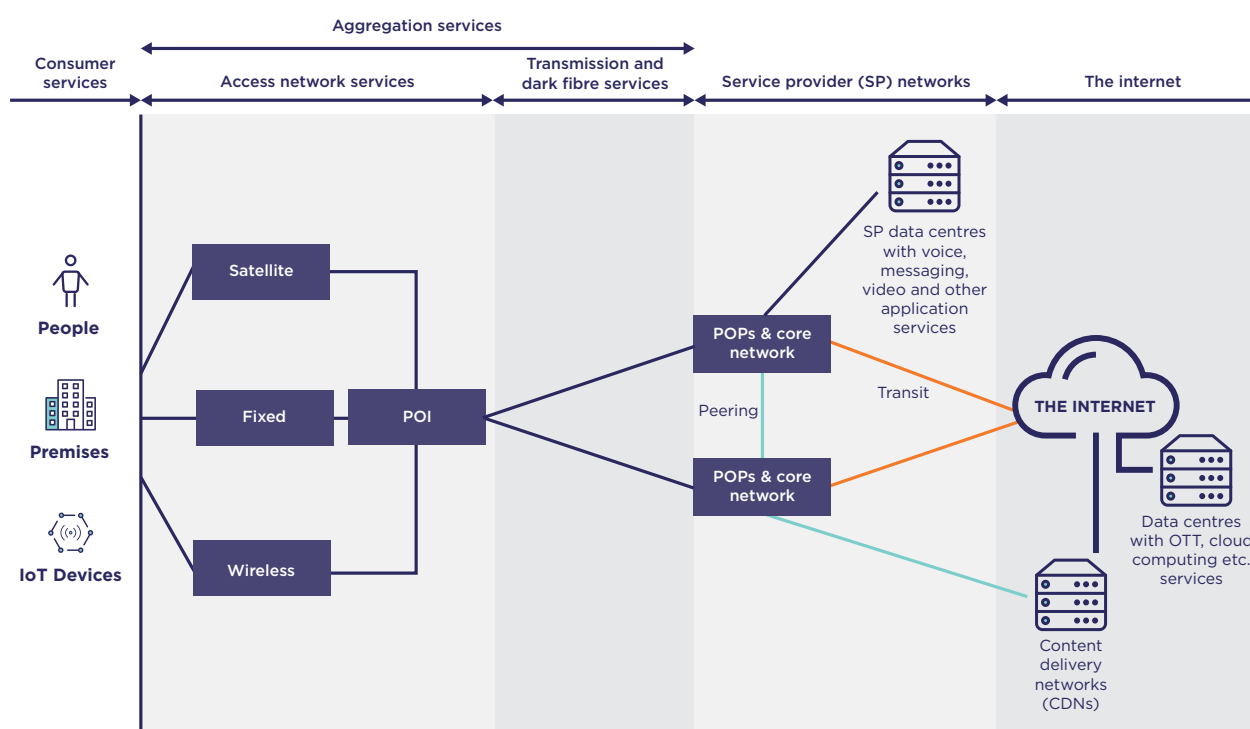 Aggregation services
Consumer
services
Access network services
Transmission and
dark fibre services
Service provider (SP) networks
The internet
People
Premises
IoT Devices
Satellite
Fixed
Wireless
POI
POPs & core
network
Peering
POPs & core
network
Transit
SP data centres
with voice,
messaging,
video and other
application
services
THE INTERNET
Data centres
with OTT, cloud
computing etc.
services
Content
delivery
networks
(CDNs)